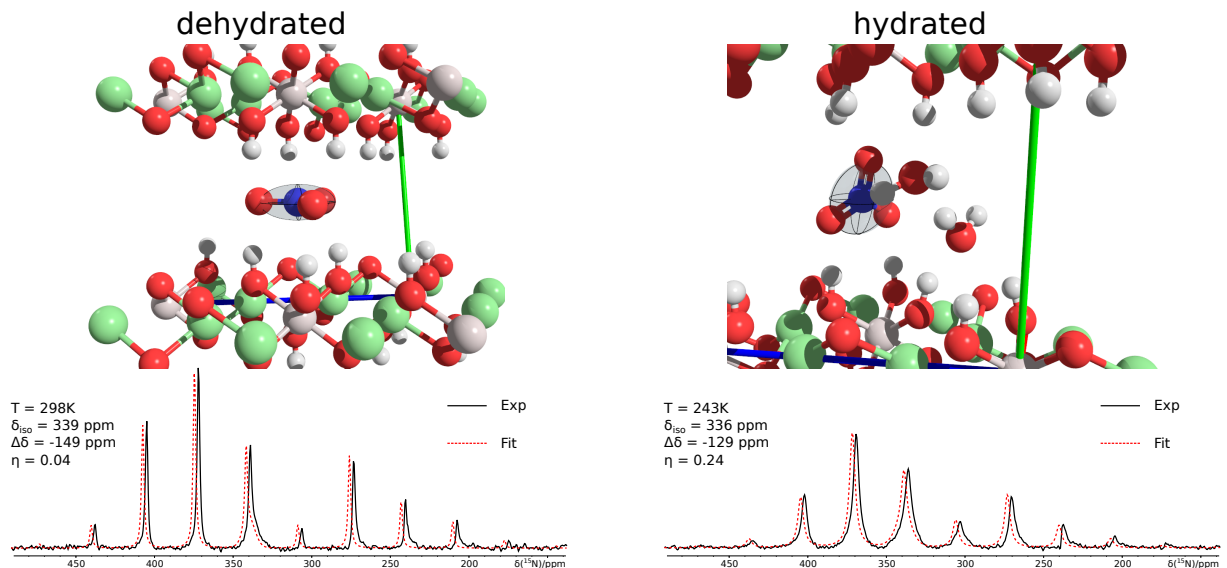 dehydrated
hydrated
T = 298K
δiso = 339 ppm
Δδ = -149 ppm
η = 0.04
Exp
Fit
450 400 350 300 250 δ(¹⁵N)/ppm
T = 243K
δiso = 336 ppm
Δδ = -129 ppm
η = 0.24
Exp
Fit
450 400 350 300 250 δ(¹⁵N)/ppm